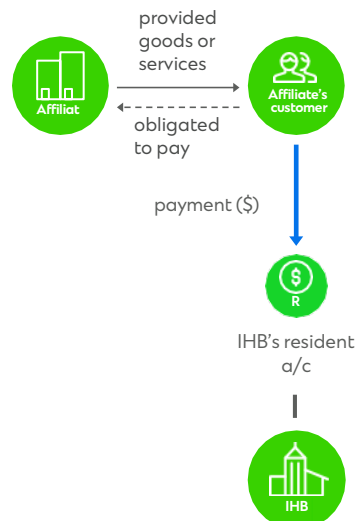 provided
goods or
services
Affiliat
Affiliate's
customer
obligated
to pay
payment ($)
$
R
IHB's resident
a/c
IHB